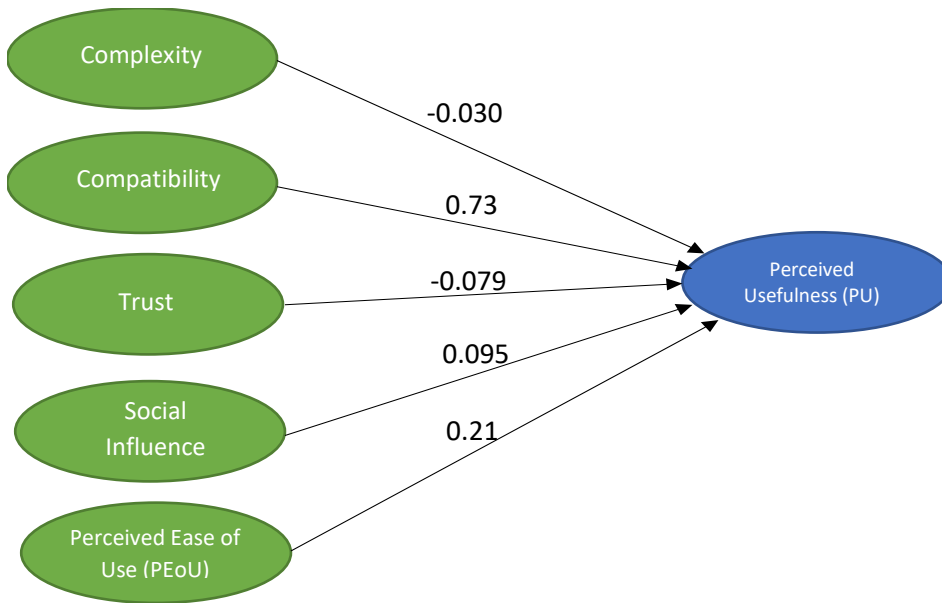 Complexity
-0.030
Compatibility
0.73
Trust
-0.079
Perceived
Usefulness (PU)
Social
Influence
0.095
0.21
Perceived Ease of
Use (PEoU)